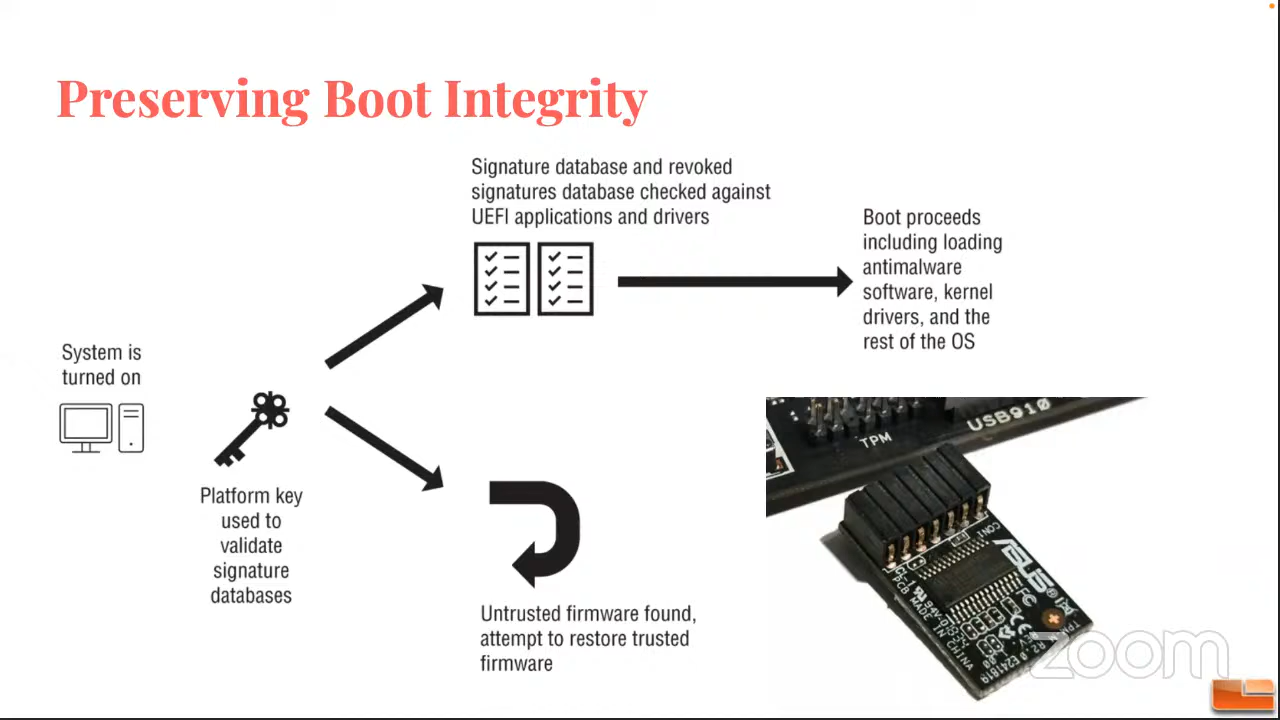 Preserving Boot Integrity
Signature database and revoked
signatures database checked against
UEFI applications and drivers
Boot proceeds
including loading
antimalware
software, kernel
drivers, and the
rest of the OS
System is
turned on
Platform key
used to
validate
signature
databases
Untrusted firmware found,
attempt to restore trusted
firmware
TPM
USB910
CON1
ASUS
PCB MADE IN CHINA
zoom